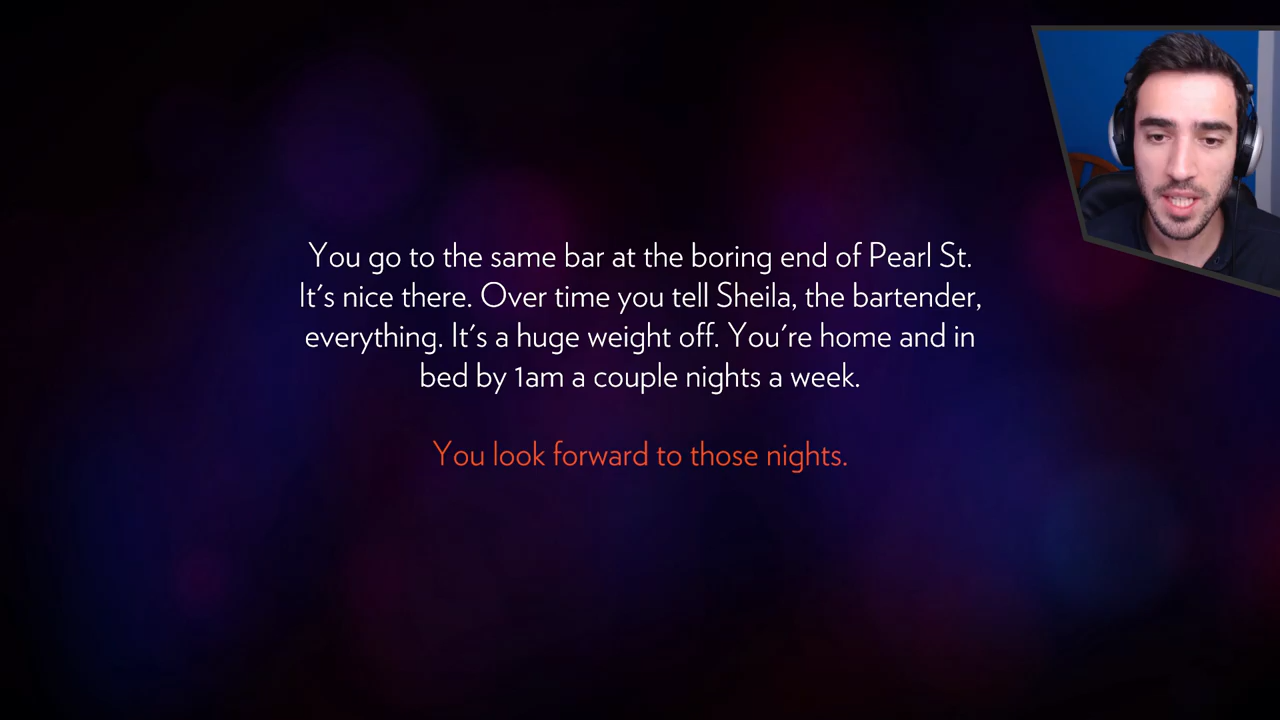 You go to the same bar at the boring end of Pearl St.
It's nice there. Over time you tell Sheila, the bartender,
everything. It's a huge weight off. You're home and in
bed by 1am a couple nights a week.
You look forward to those nights.